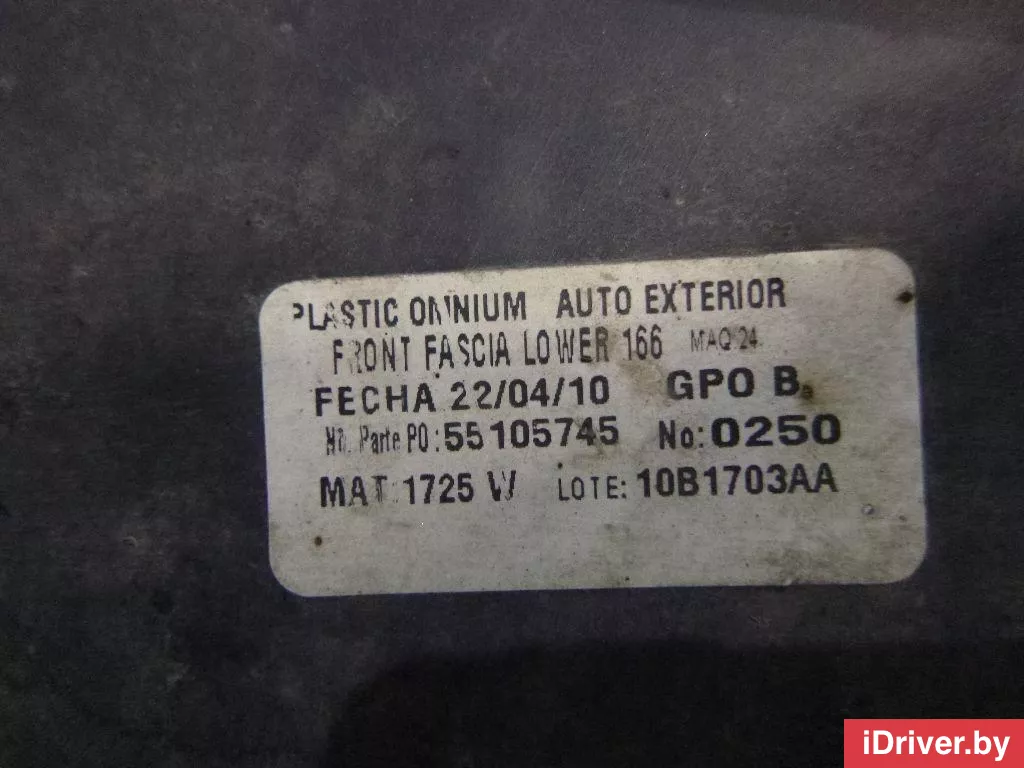 PLASTIC OMNIUM AUTO EXTERIOR
FRONT FASCIA LOWER 166 MAQ 24
FECHA 22/04/10 GPO B
Parte PO: 55105745 No: 0250
MAT 1725 W LOTE: 10B1703AA
iDriver.by